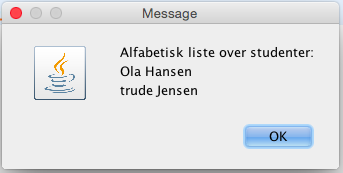 Message
Alfabetisk liste over studenter:
Ola Hansen
trude Jensen
OK